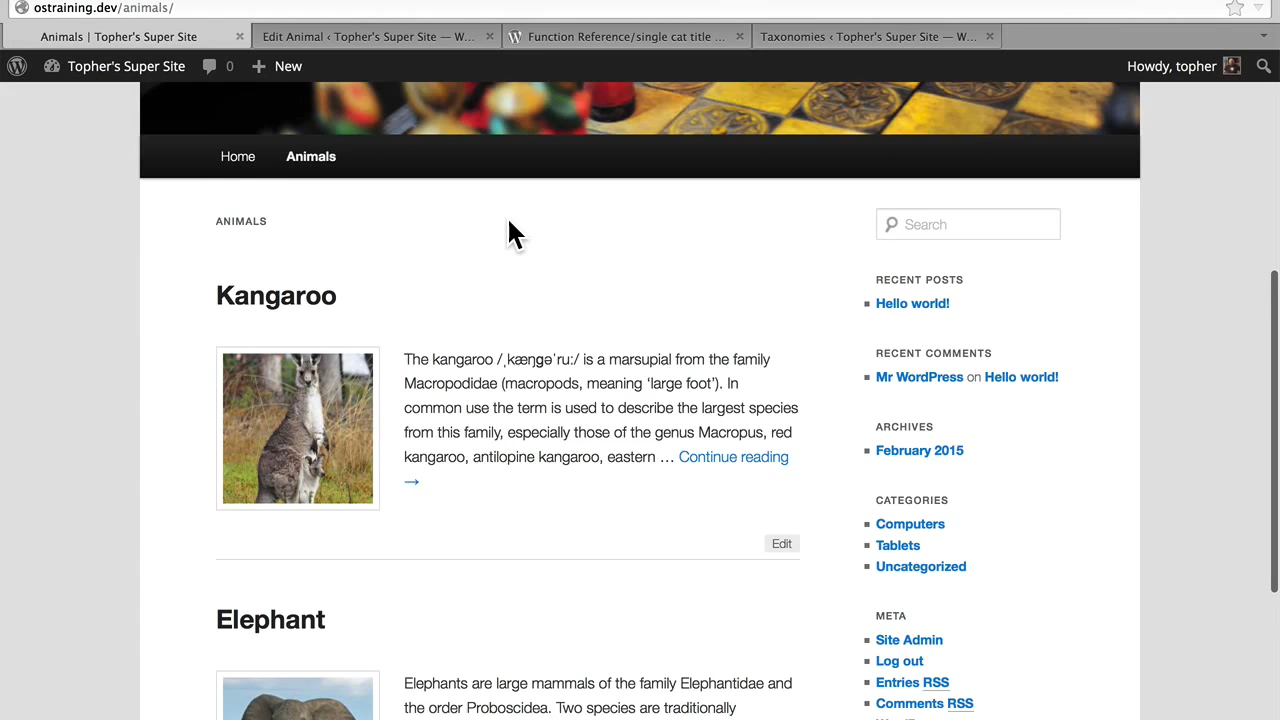 ostraining.dev/animals/
Animals | Topher's Super Site × Edit Animal ‹ Topher's Super Site — W... × Function Reference/single cat title ... × Taxonomies ‹ Topher's Super Site — W... ×
Topher's Super Site 0 + New Howdy, topher
Home Animals
ANIMALS
Kangaroo
The kangaroo /ˌkæŋɡəˈruː/ is a marsupial from the family
Macropodidae (macropods, meaning ‘large foot’). In
common use the term is used to describe the largest species
from this family, especially those of the genus Macropus, red
kangaroo, antilopine kangaroo, eastern … Continue reading
→
Edit
Elephant
Elephants are large mammals of the family Elephantidae and
the order Proboscidea. Two species are traditionally
Search
RECENT POSTS
Hello world!
RECENT COMMENTS
Mr WordPress on Hello world!
ARCHIVES
February 2015
CATEGORIES
Computers
Tablets
Uncategorized
META
Site Admin
Log out
Entries RSS
Comments RSS